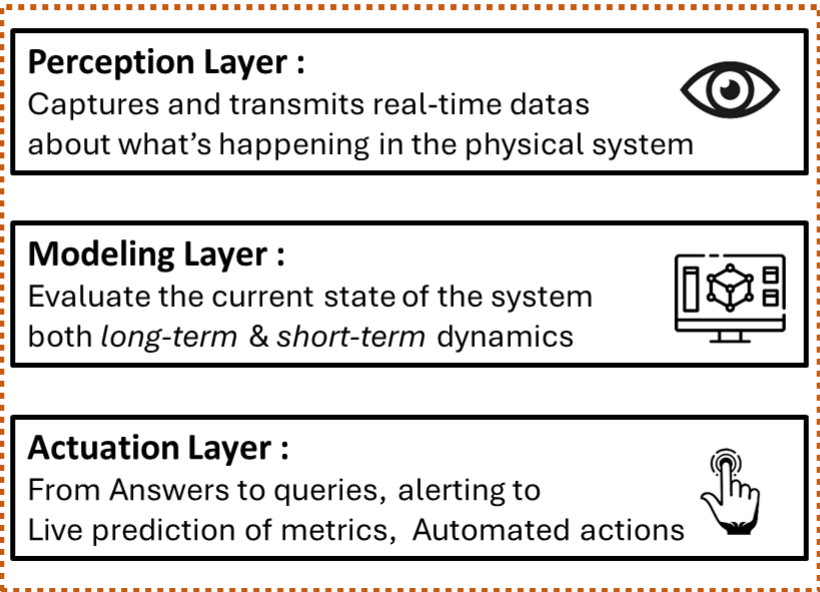 Perception Layer :
Captures and transmits real-time datas
about what's happening in the physical system
Modeling Layer :
Evaluate the current state of the system
both long-term & short-term dynamics
Actuation Layer :
From Answers to queries, alerting to
Live prediction of metrics, Automated actions